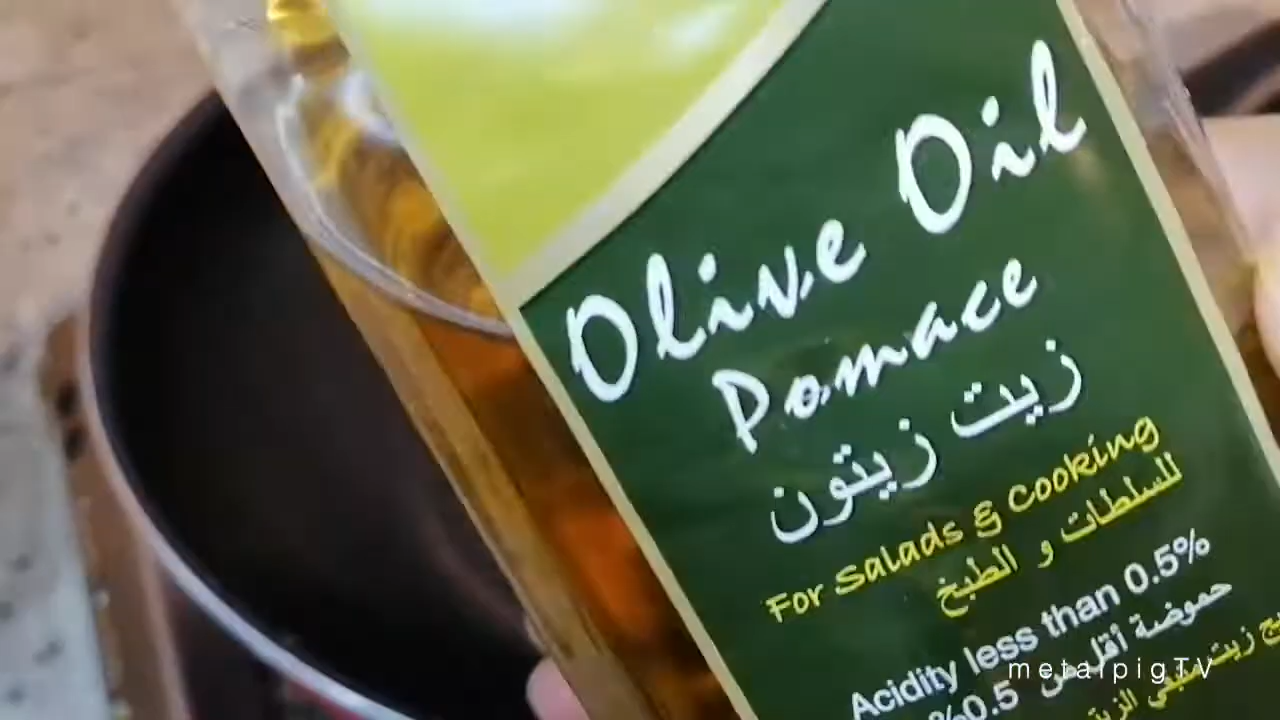 Olive Oil
Pomace
زيت زيتون
For Salads & Cooking
للسلطات و الطبخ
Acidity less than 0.5%
حموضة أقل من 0.5%
زيت
metalpigTV